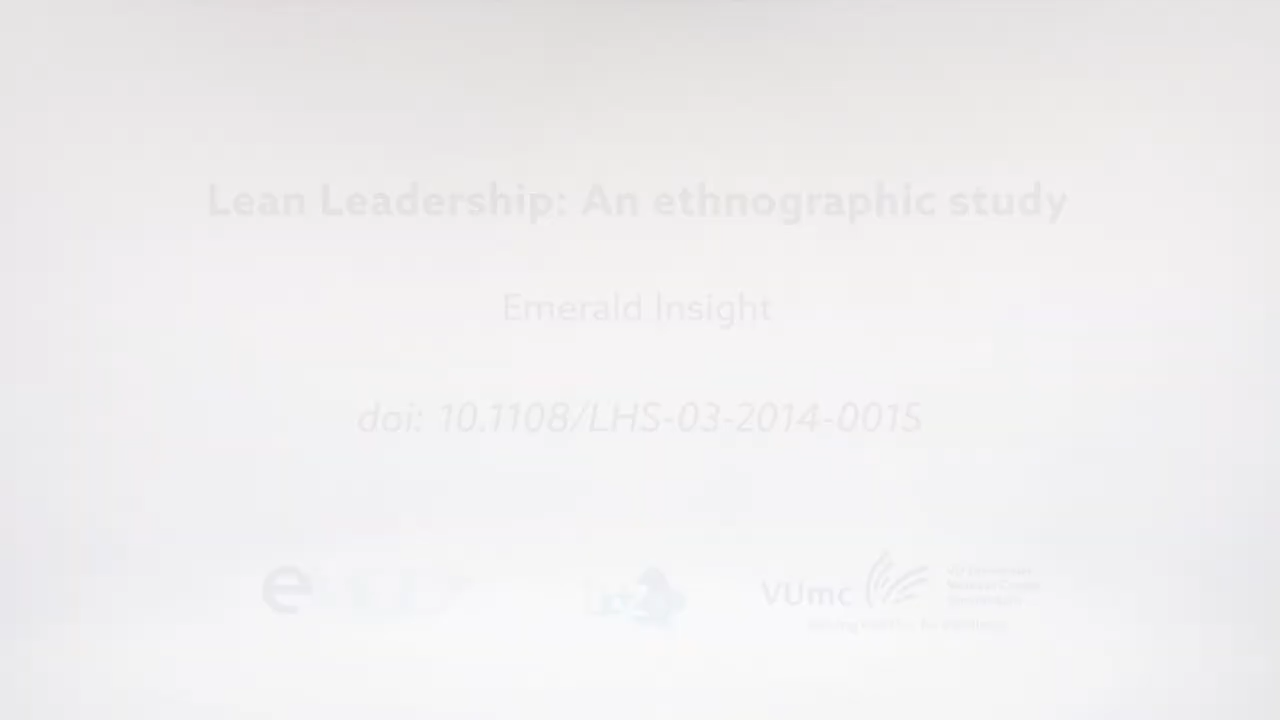 Lean Leadership: An ethnographic study
Emerald Insight
doi: 10.1108/LHS-03-2014-0015
e
VUmc